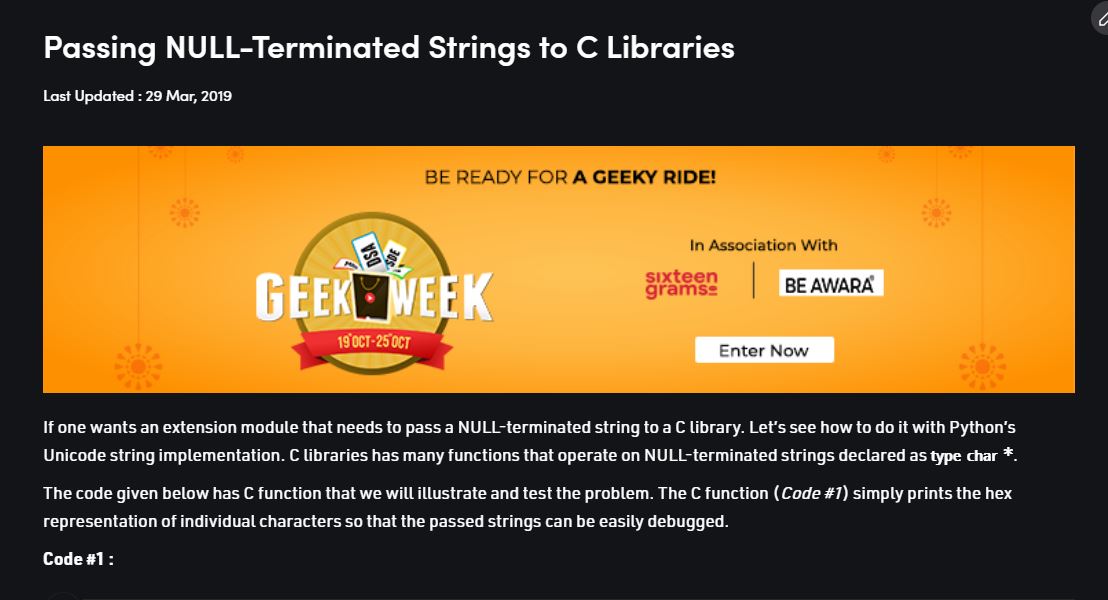 Passing NULL-Terminated Strings to C Libraries
Last Updated : 29 Mar, 2019
BE READY FOR A GEEKY RIDE!
DSA
SDE
GEEK WEEK
19 OCT-25 OCT
In Association With
sixteen
grams
BE AWARA
Enter Now
If one wants an extension module that needs to pass a NULL-terminated string to a C library. Let's see how to do it with Python's
Unicode string implementation. C libraries has many functions that operate on NULL-terminated strings declared as type char *.
The code given below has C function that we will illustrate and test the problem. The C function (Code #1) simply prints the hex
representation of individual characters so that the passed strings can be easily debugged.
Code #1 :